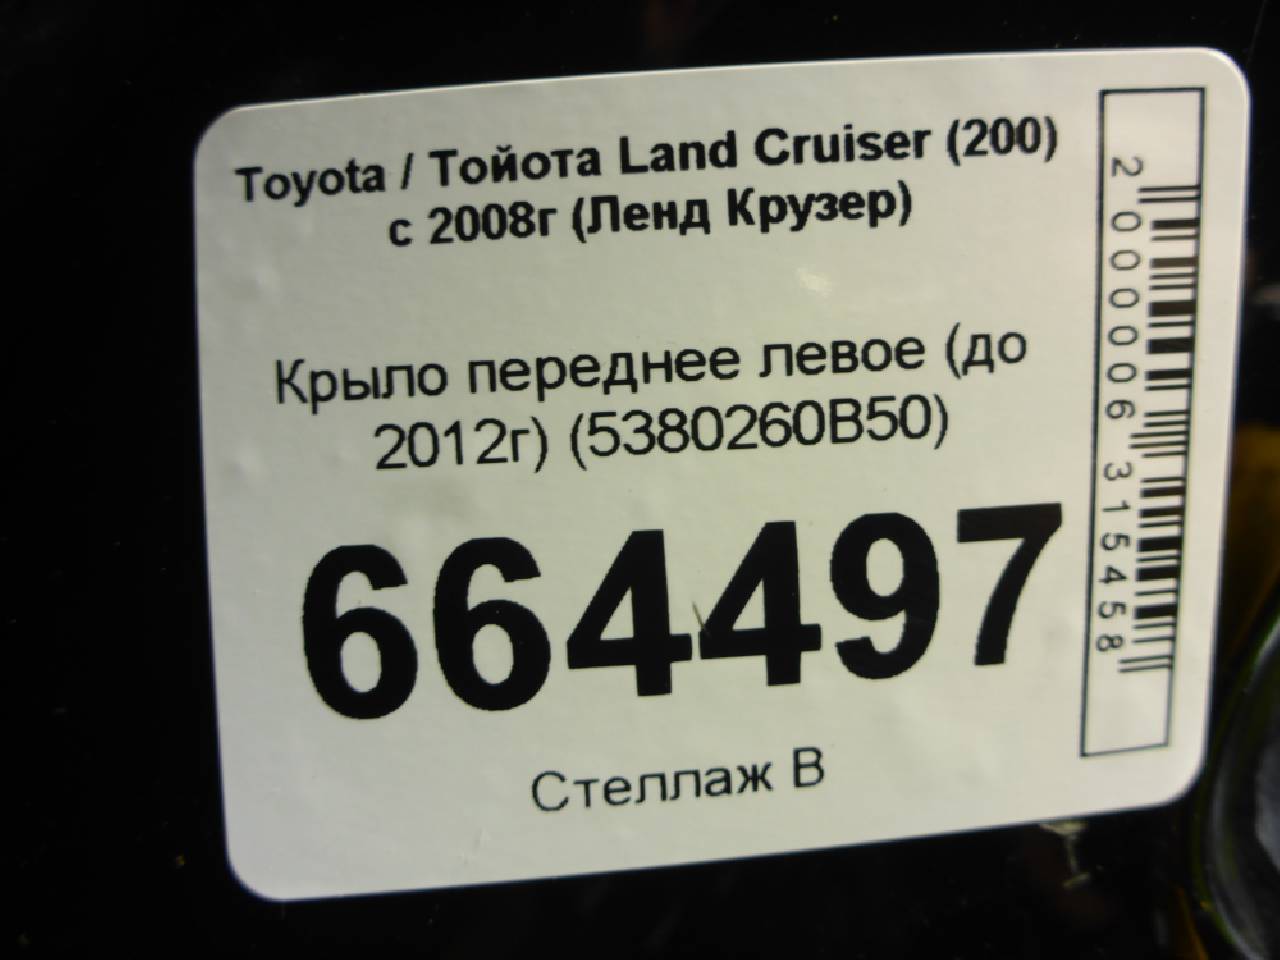 Toyota / Тойота Land Cruiser (200)
с 2008г (Ленд Крузер)
Крыло переднее левое (до
2012г) (5380260B50)
664497
Стеллаж В
2000006315458